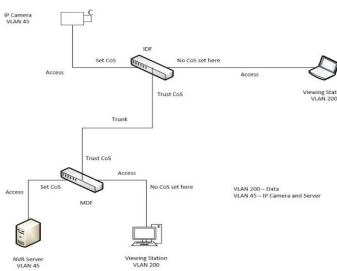 IP Camera
VLAN 45
C
IDF
Set CoS
No CoS set here
Access
Access
Trust CoS
Viewing Stat
VLAN 200
Trunk
Trust CoS
Access
Set CoS
Access
No CoS set here
MDF
VLAN 200 – Data
VLAN 45 – IP Camera and Server
NVR Server
VLAN 45
Viewing Station
VLAN 200